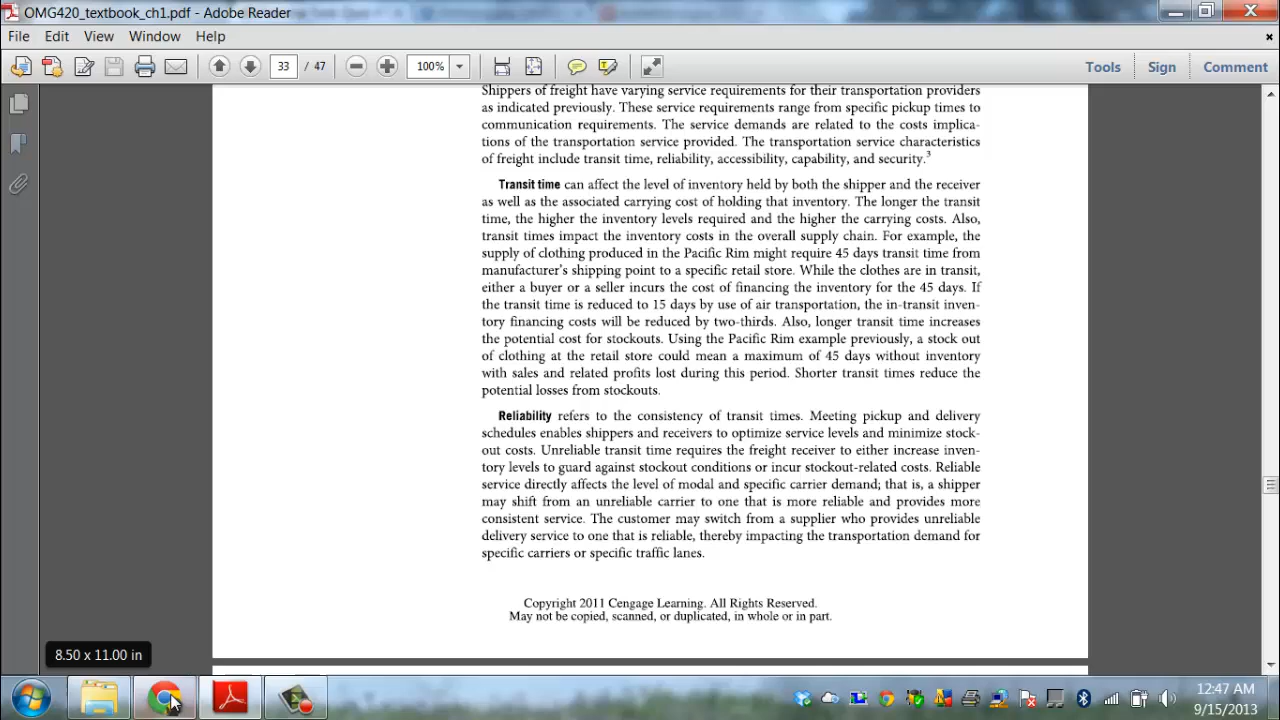 OMG420_textbook_ch1.pdf - Adobe Reader
File Edit View Window Help
33 / 47 100% Tools Sign Comment
Shippers of freight have varying service requirements for their transportation providers
as indicated previously. These service requirements range from specific pickup times to
communication requirements. The service demands are related to the costs implica-
tions of the transportation service provided. The transportation service characteristics
of freight include transit time, reliability, accessibility, capability, and security.3
Transit time can affect the level of inventory held by both the shipper and the receiver
as well as the associated carrying cost of holding that inventory. The longer the transit
time, the higher the inventory levels required and the higher the carrying costs. Also,
transit times impact the inventory costs in the overall supply chain. For example, the
supply of clothing produced in the Pacific Rim might require 45 days transit time from
manufacturer's shipping point to a specific retail store. While the clothes are in transit,
either a buyer or a seller incurs the cost of financing the inventory for the 45 days. If
the transit time is reduced to 15 days by use of air transportation, the in-transit inven-
tory financing costs will be reduced by two-thirds. Also, longer transit time increases
the potential cost for stockouts. Using the Pacific Rim example previously, a stock out
of clothing at the retail store could mean a maximum of 45 days without inventory
with sales and related profits lost during this period. Shorter transit times reduce the
potential losses from stockouts.
Reliability refers to the consistency of transit times. Meeting pickup and delivery
schedules enables shippers and receivers to optimize service levels and minimize stock-
out costs. Unreliable transit time requires the freight receiver to either increase inven-
tory levels to guard against stockout conditions or incur stockout-related costs. Reliable
service directly affects the level of modal and specific carrier demand; that is, a shipper
may shift from an unreliable carrier to one that is more reliable and provides more
consistent service. The customer may switch from a supplier who provides unreliable
delivery service to one that is reliable, thereby impacting the transportation demand for
specific carriers or specific traffic lanes.
Copyright 2011 Cengage Learning. All Rights Reserved.
May not be copied, scanned, or duplicated, in whole or in part.
8.50 x 11.00 in
12:47 AM
9/15/2013